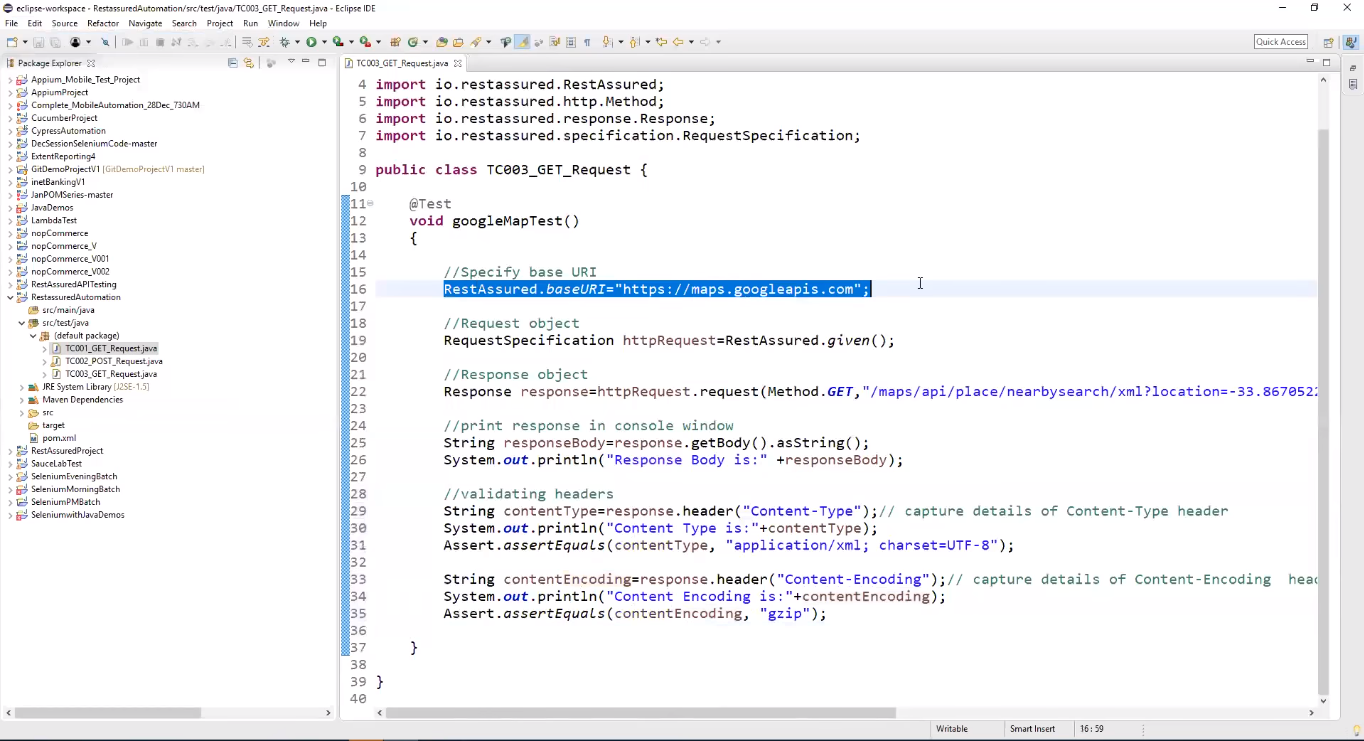 eclipse-workspace - RestassuredAutomation/src/test/java/TC003_GET_Request.java - Eclipse IDE
File Edit Source Refactor Navigate Search Project Run Window Help
Quick Access
Package Explorer
Appium_Mobile_Test_Project
AppiumProject
Complete_MobileAutomation_28Dec_730AM
CucumberProject
CypressAutomation
DecSessionSeleniumCode-master
ExtentReporting4
GitDemoProjectV1 [GitDemoProjectV1 master]
inetBankingV1
JanPOMSeries-master
JavaDemos
LambdaTest
nopCommerce
nopCommerce_V
nopCommerce_V001
nopCommerce_V002
RestAssuredAPITesting
RestassuredAutomation
src/main/java
src/test/java
(default package)
TC001_GET_Request.java
TC002_POST_Request.java
TC003_GET_Request.java
JRE System Library [J2SE-1.5]
Maven Dependencies
src
target
pom.xml
RestAssuredProject
SauceLabTest
SeleniumEveningBatch
SeleniumMorningBatch
SeleniumPMBatch
SeleniumwithJavaDemos
TC003_GET_Request.java
4 import io.restassured.RestAssured;
5 import io.restassured.http.Method;
6 import io.restassured.response.Response;
7 import io.restassured.specification.RequestSpecification;
8
9 public class TC003_GET_Request {
10
11 @Test
12 void googleMapTest()
13 {
14
15 //Specify base URI
16 RestAssured.baseURI="https://maps.googleapis.com";
17
18 //Request object
19 RequestSpecification httpRequest=RestAssured.given();
20
21 //Response object
22 Response response=httpRequest.request(Method.GET,"/maps/api/place/nearbysearch/xml?location=-33.8670522
23
24 //print response in console window
25 String responseBody=response.getBody().asString();
26 System.out.println("Response Body is:" +responseBody);
27
28 //validating headers
29 String contentType=response.header("Content-Type");// capture details of Content-Type header
30 System.out.println("Content Type is:"+contentType);
31 Assert.assertEquals(contentType, "application/xml; charset=UTF-8");
32
33 String contentEncoding=response.header("Content-Encoding");// capture details of Content-Encoding head
34 System.out.println("Content Encoding is:"+contentEncoding);
35 Assert.assertEquals(contentEncoding, "gzip");
36
37 }
38
39 }
40
Writable Smart Insert 16 : 59